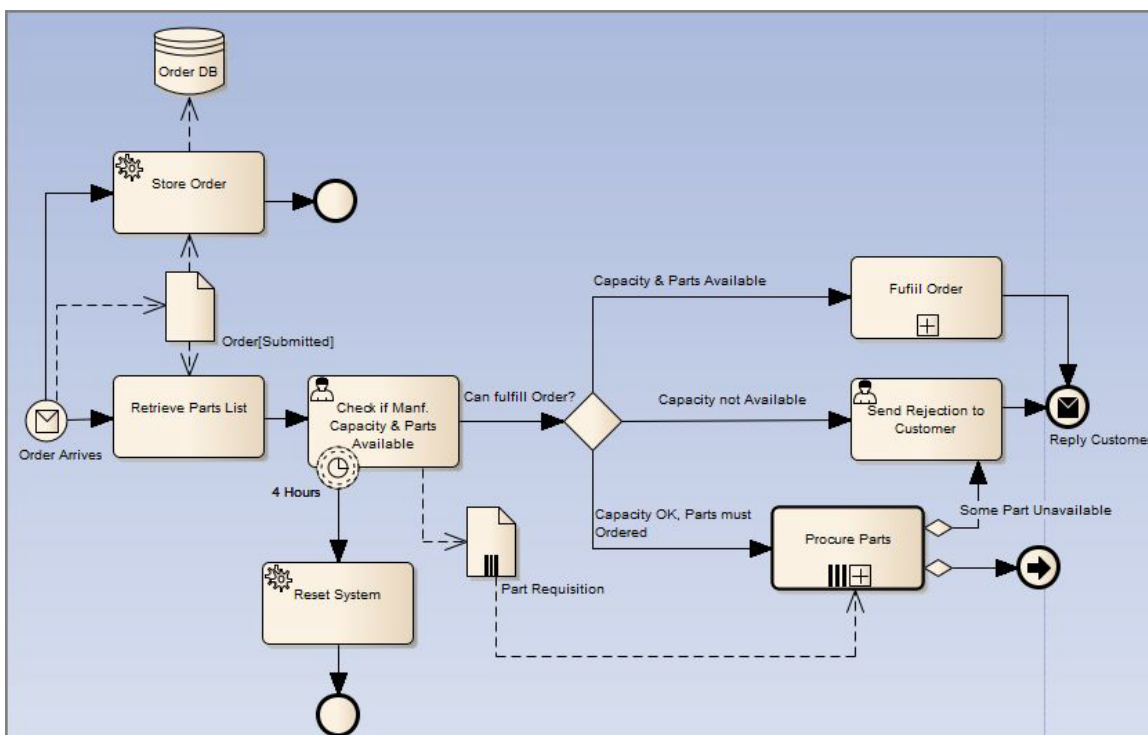 Order DB
Store Order
Order[Submitted]
Order Arrives
Retrieve Parts List
Check if Manf.
Capacity & Parts
Available
4 Hours
Reset System
Part Requisition
Can fulfill Order?
Capacity & Parts Available
Fufiil Order
Capacity not Available
Send Rejection to
Customer
Reply Customer
Capacity OK, Parts must
Ordered
Procure Parts
Some Part Unavailable